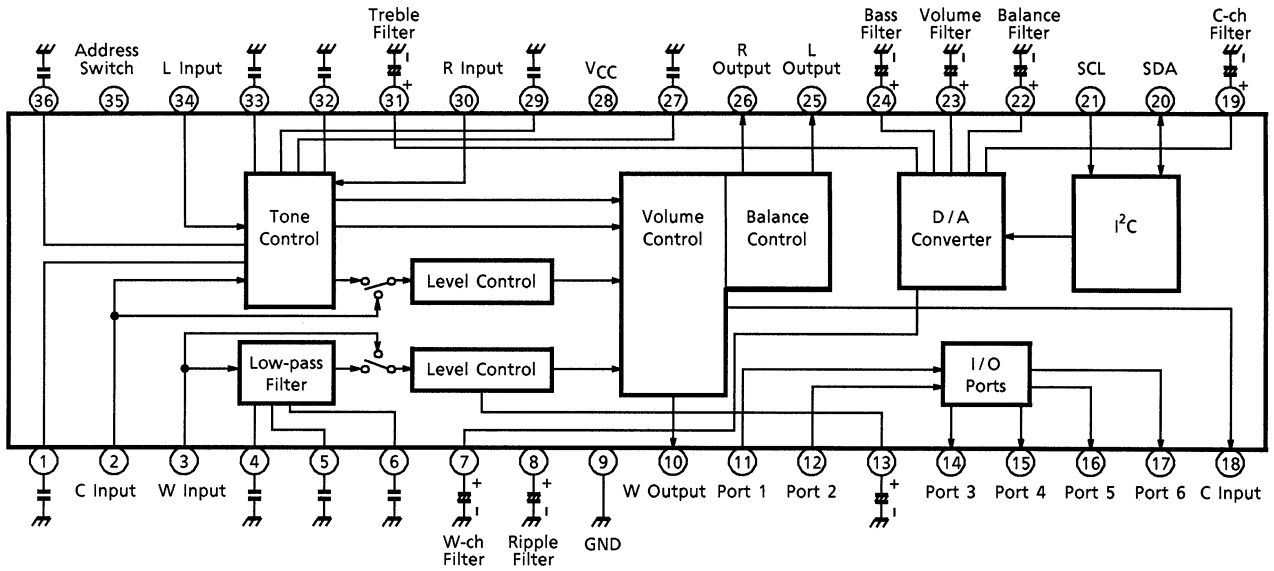 Treble
Filter
Bass
Filter
Volume
Filter
Balance
Filter
C-ch
Filter
Address
Switch
L Input
R Input
VCC
R
Output
L
Output
SCL
SDA
36 35 34 33 32 31 30 29 28 27 26 25 24 23 22 21 20 19
Tone
Control
Volume
Control
Balance
Control
D/A
Converter
I²C
Level Control
Low-pass
Filter
Level Control
I/O
Ports
1 2 3 4 5 6 7 8 9 10 11 12 13 14 15 16 17 18
C Input
W Input
W Output
Port 1
Port 2
Port 3
Port 4
Port 5
Port 6
C Input
W-ch
Filter
Ripple
Filter
GND